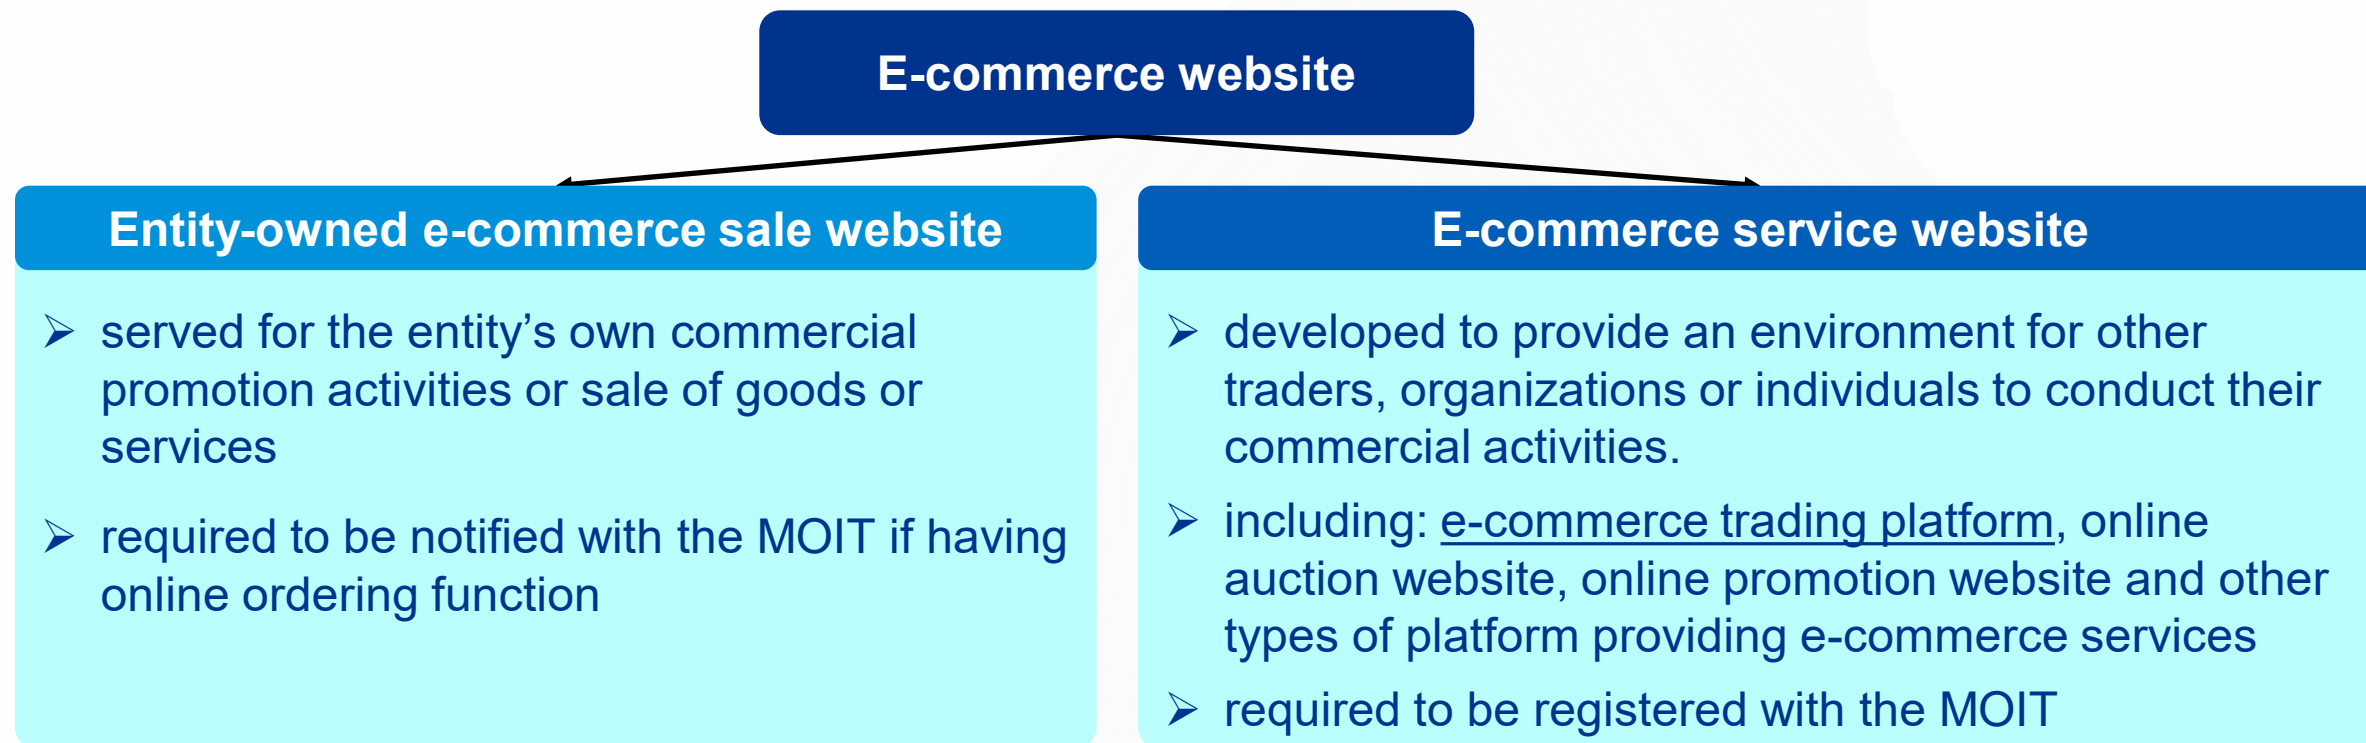 E-commerce website
Entity-owned e-commerce sale website
➢ served for the entity’s own commercial
promotion activities or sale of goods or
services
➢ required to be notified with the MOIT if having
online ordering function
E-commerce service website
➢ developed to provide an environment for other
traders, organizations or individuals to conduct their
commercial activities.
➢ including: e-commerce trading platform, online
auction website, online promotion website and other
types of platform providing e-commerce services
➢ required to be registered with the MOIT